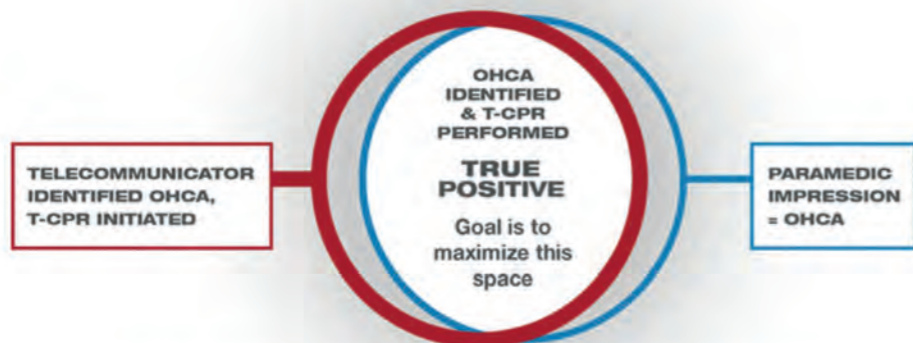 TELECOMMUNICATOR
IDENTIFIED OHCA,
T-CPR INITIATED
OHCA
IDENTIFIED
& T-CPR
PERFORMED
TRUE
POSITIVE
Goal is to
maximize this
space
PARAMEDIC
IMPRESSION
= OHCA